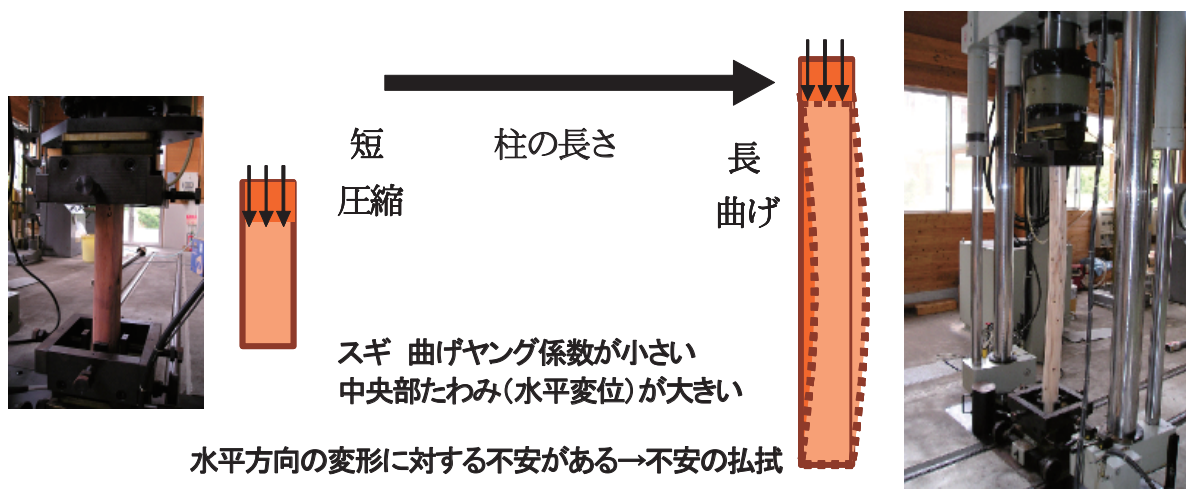 短
圧縮
柱の長さ
長
曲げ
スギ 曲げヤング係数が小さい
中央部たわみ(水平変位)が大きい
水平方向の変形に対する不安がある→不安の払拭